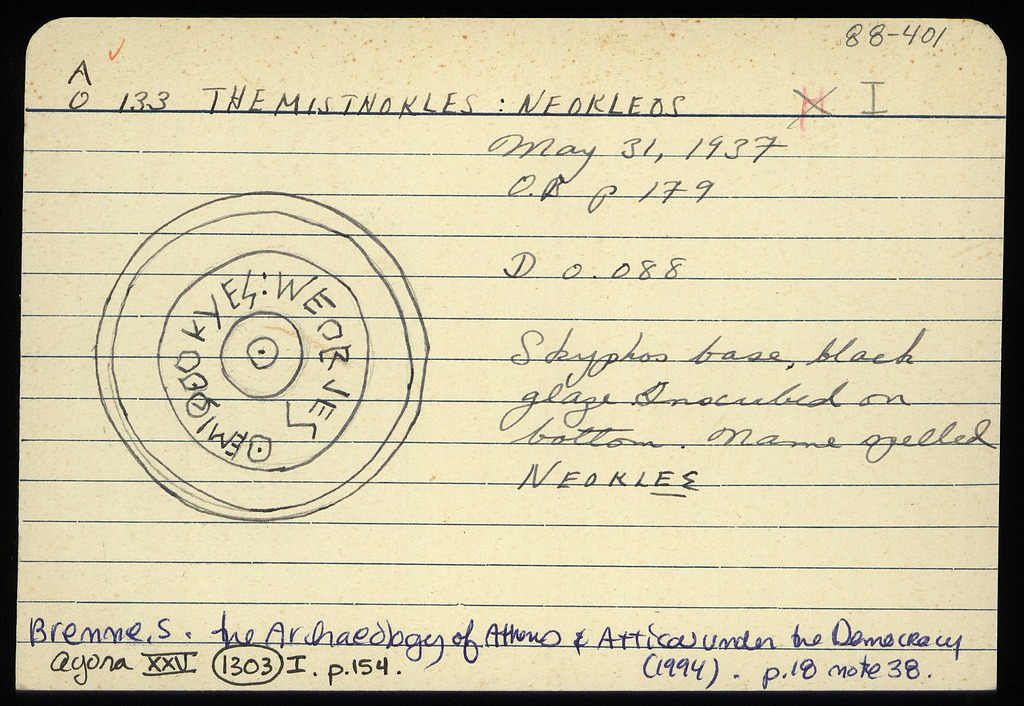 88-401
A
O 133 THEMISTHOKLES : NEOKLEOS H I
May 31, 1937
O.B p 179
D 0.088
Skyphos base, black
glaze Inscribed on
bottom. Name spelled
NEOKLES
Brenne, S. the Archaeology of Athens & Attica under the Democracy
(1994). p.18 note 38.
Agora XXV 1303 I. p.154.